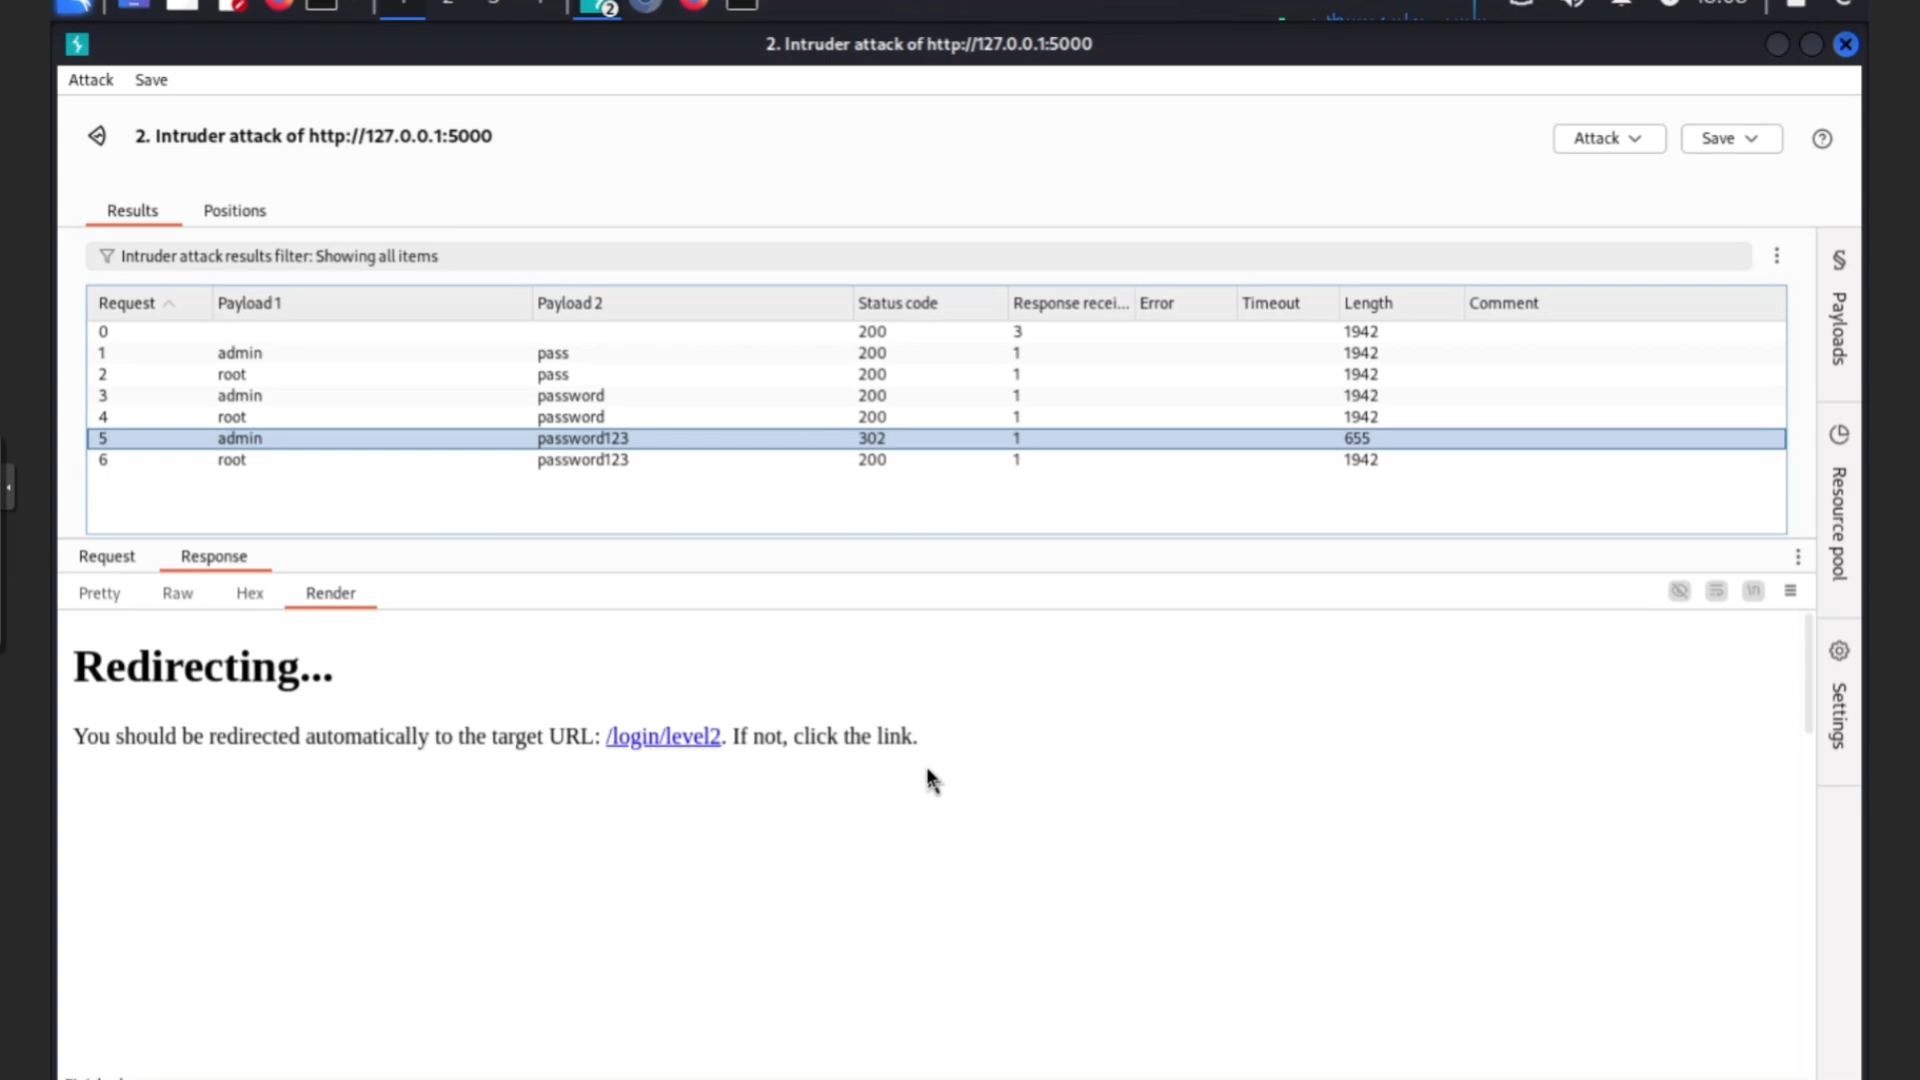 2
2. Intruder attack of http://127.0.0.1:5000
Attack Save
2. Intruder attack of http://127.0.0.1:5000
Attack Save
Results Positions
Intruder attack results filter: Showing all items
Request Payload 1 Payload 2 Status code Response recei... Error Timeout Length Comment
0 200 3 1942
1 admin pass 200 1 1942
2 root pass 200 1 1942
3 admin password 200 1 1942
4 root password 200 1 1942
5 admin password123 302 1 655
6 root password123 200 1 1942
Request Response
Pretty Raw Hex Render
\n
Redirecting...
You should be redirected automatically to the target URL: /login/level2. If not, click the link.
Payloads
Resource pool
Settings